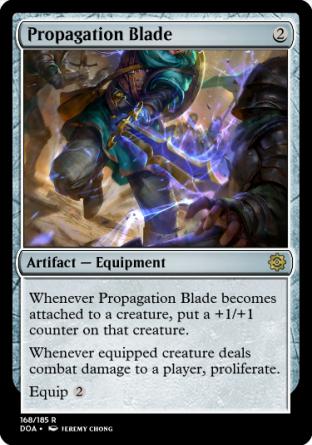 Propagation Blade 2
Artifact — Equipment
Whenever Propagation Blade becomes
attached to a creature, put a +1/+1
counter on that creature.
Whenever equipped creature deals
combat damage to a player, proliferate.
Equip 2
168/185 R
DOA • JEREMY CHONG